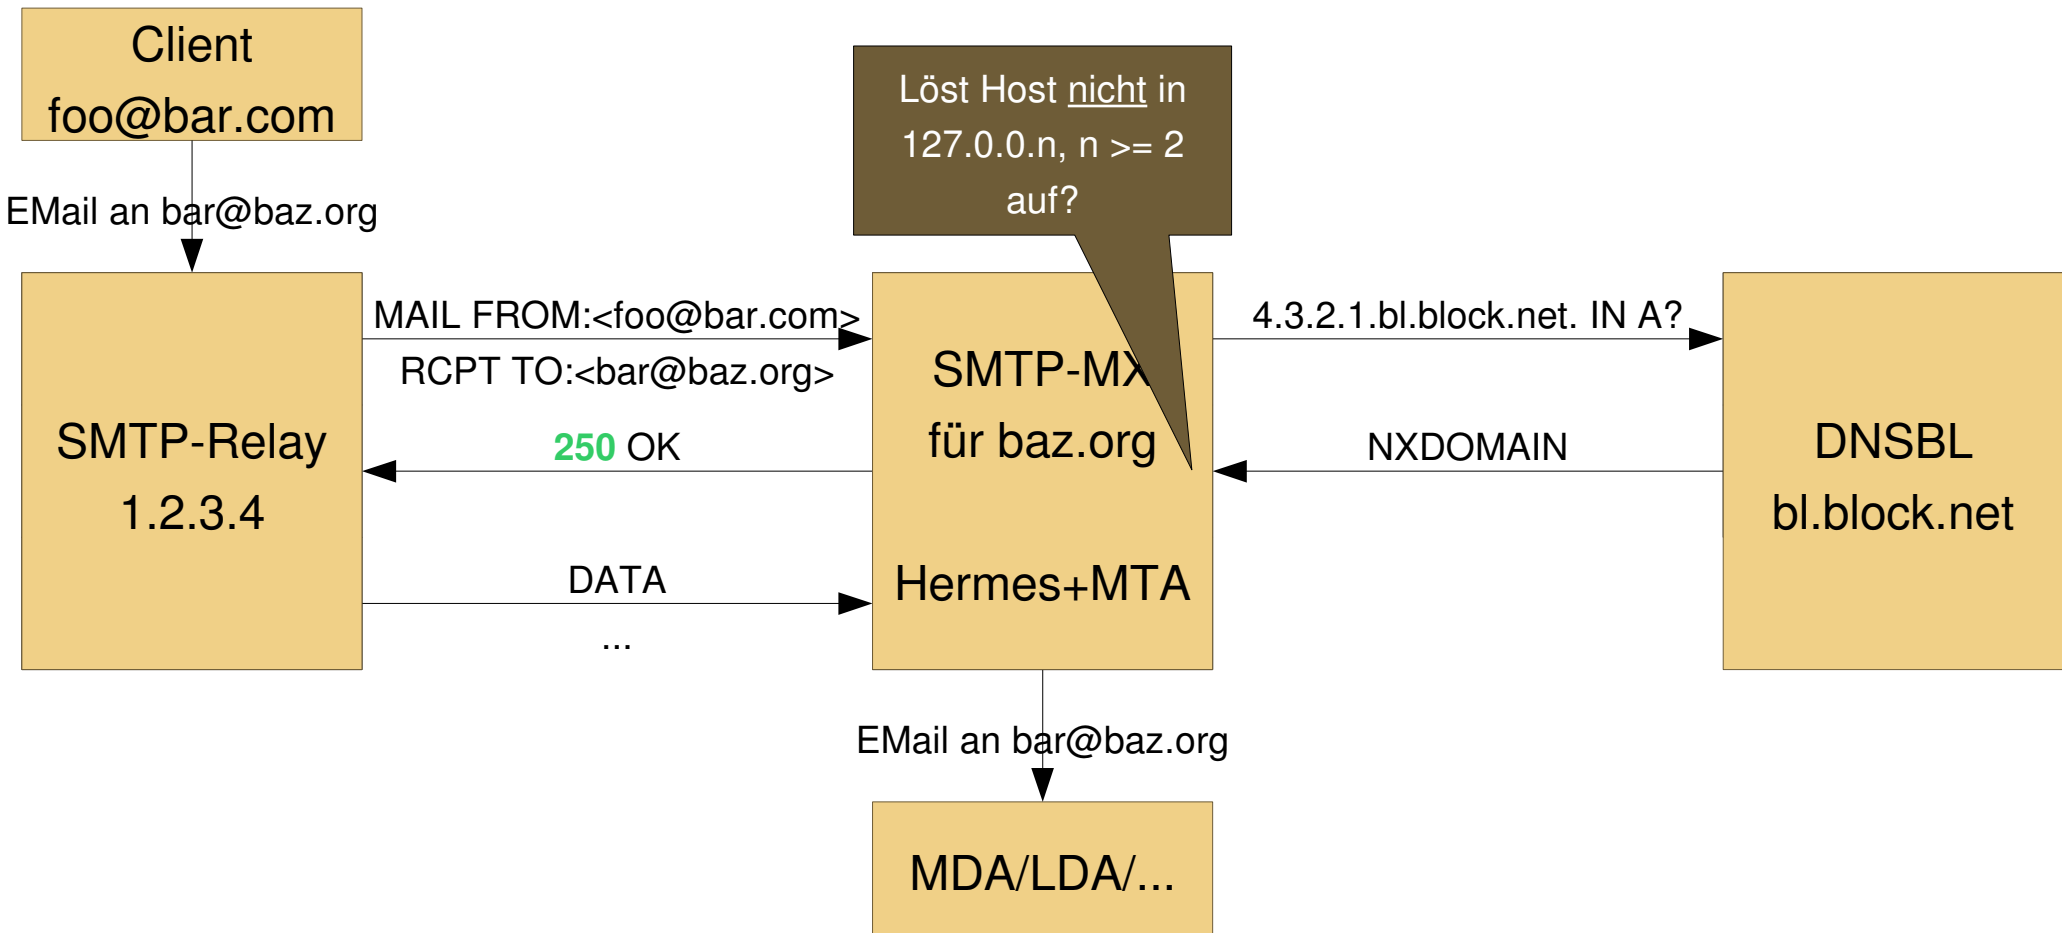 Client
foo@bar.com
EMail an bar@baz.org
Löst Host nicht in
127.0.0.n, n >= 2
auf?
SMTP-Relay
1.2.3.4
MAIL FROM:<foo@bar.com>
RCPT TO:<bar@baz.org>
250 OK
DATA
...
SMTP-MX
für baz.org
Hermes+MTA
4.3.2.1.bl.block.net. IN A?
NXDOMAIN
DNSBL
bl.block.net
EMail an bar@baz.org
MDA/LDA/...